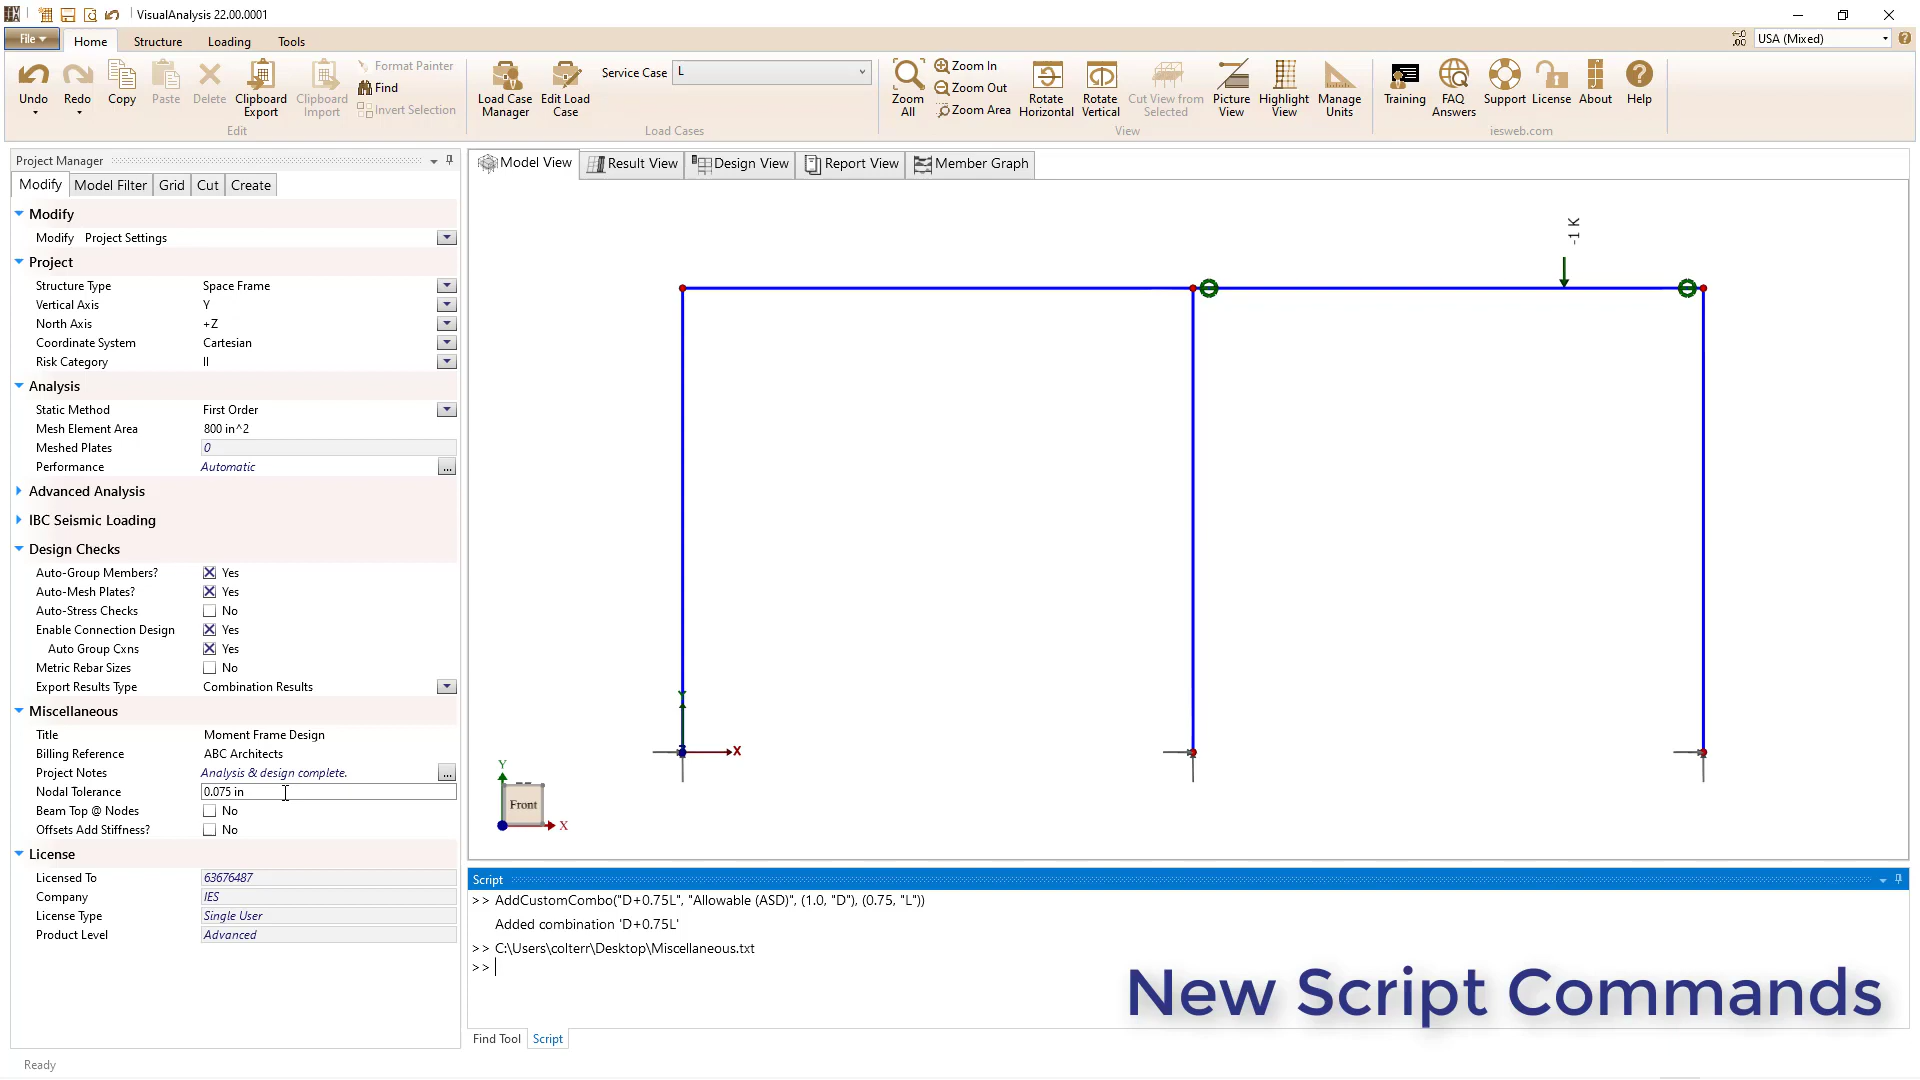 VisualAnalysis 22.00.0001
File Home Structure Loading Tools
USA (Mixed)
Undo
Redo
Copy
Paste
Delete
Clipboard Export
Clipboard Import
Format Painter
Find
Invert Selection
Edit
Load Case Manager
Edit Load Case
Service Case L
Load Cases
Zoom All
Zoom In
Zoom Out
Zoom Area
Rotate Horizontal
Rotate Vertical
Cut View from Selected
Picture View
Highlight View
Manage Units
View
Training
FAQ Answers
Support
License
About
Help
iesweb.com
Project Manager
Modify Model Filter Grid Cut Create
Modify
Modify Project Settings
Project
Structure Type Space Frame
Vertical Axis Y
North Axis +Z
Coordinate System Cartesian
Risk Category II
Analysis
Static Method First Order
Mesh Element Area 800 in^2
Meshed Plates 0
Performance Automatic ...
Advanced Analysis
IBC Seismic Loading
Design Checks
Auto-Group Members? Yes
Auto-Mesh Plates? Yes
Auto-Stress Checks No
Enable Connection Design Yes
Auto Group Cxns Yes
Metric Rebar Sizes No
Export Results Type Combination Results
Miscellaneous
Title Moment Frame Design
Billing Reference ABC Architects
Project Notes Analysis & design complete. ...
Nodal Tolerance 0.075 in
Beam Top @ Nodes No
Offsets Add Stiffness? No
License
Licensed To 63676487
Company IES
License Type Single User
Product Level Advanced
Model View Result View Design View Report View Member Graph
-1 K
Y
X
Y
Front
X
Script
>> AddCustomCombo("D+0.75L", "Allowable (ASD)", (1.0, "D"), (0.75, "L"))
Added combination 'D+0.75L'
>> C:\Users\colterr\Desktop\Miscellaneous.txt
>>
New Script Commands
Find Tool Script
Ready